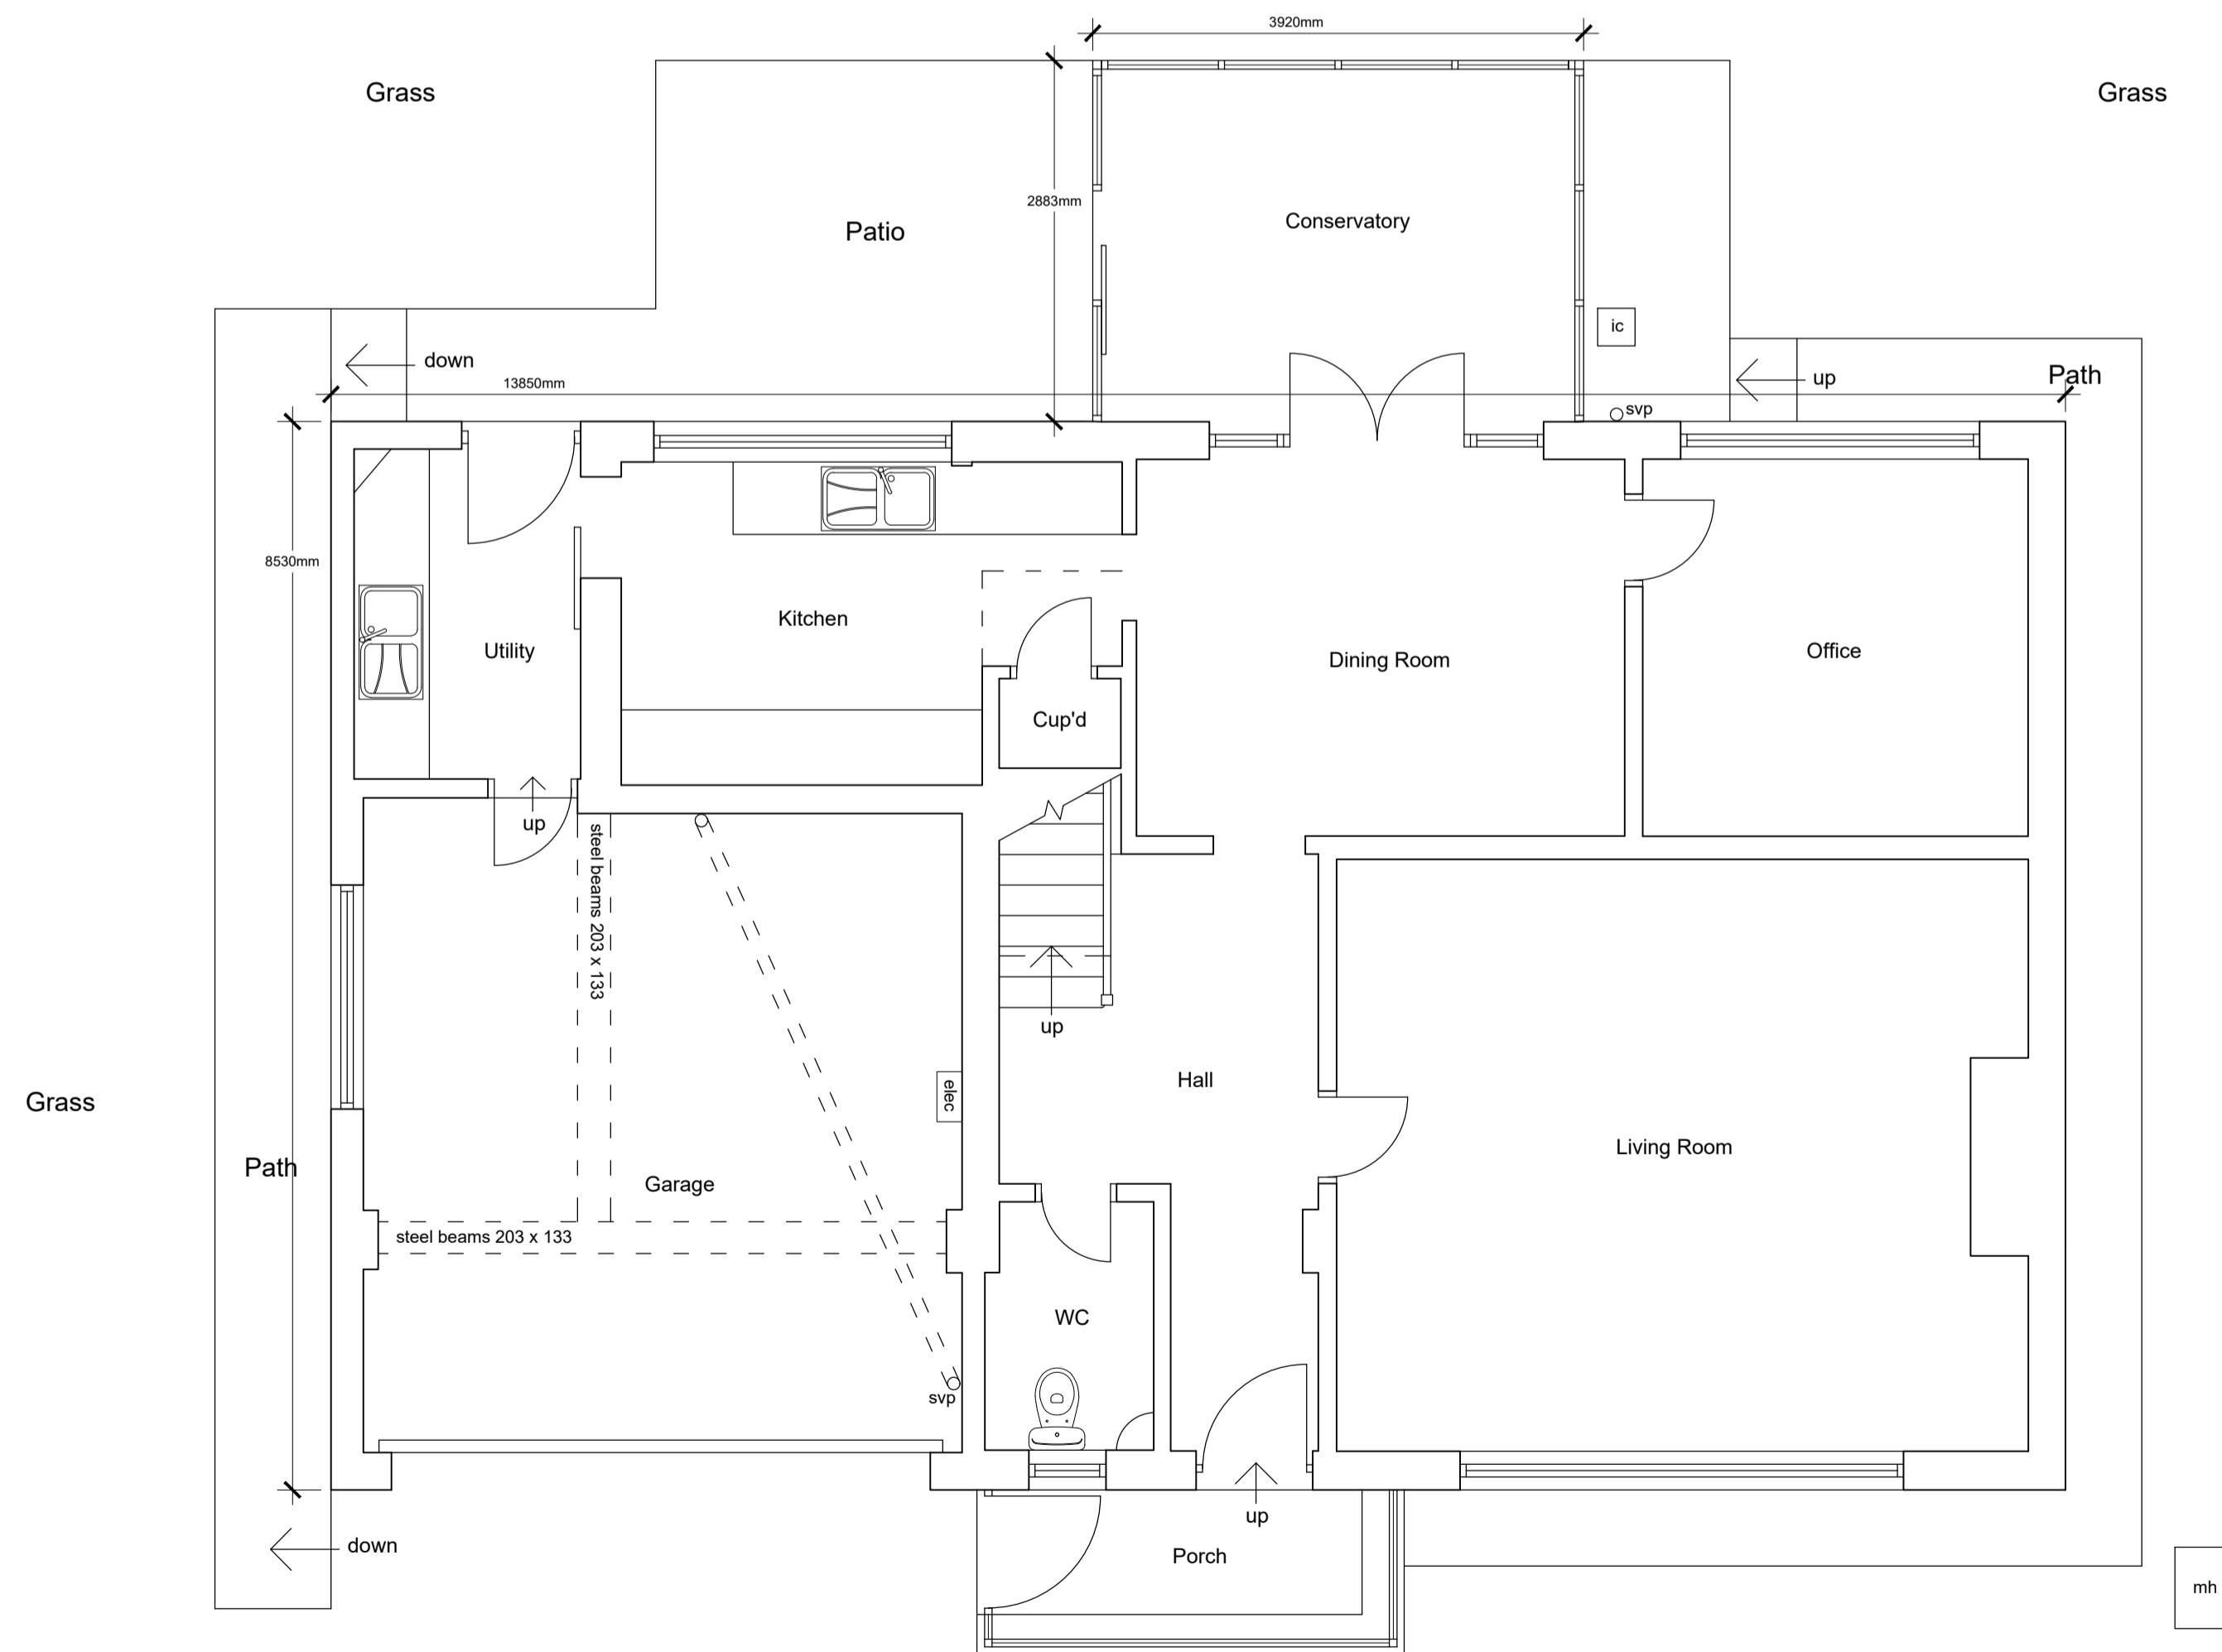 3920mm
Grass
Grass
2883mm
Patio
Conservatory
ic
down
13850mm
up
Path
svp
8530mm
Kitchen
Utility
Dining Room
Office
Cup'd
up
steel beams 203 x 133
up
elec
Hall
Grass
Living Room
Path
Garage
steel beams 203 x 133
WC
svp
up
down
Porch
mh